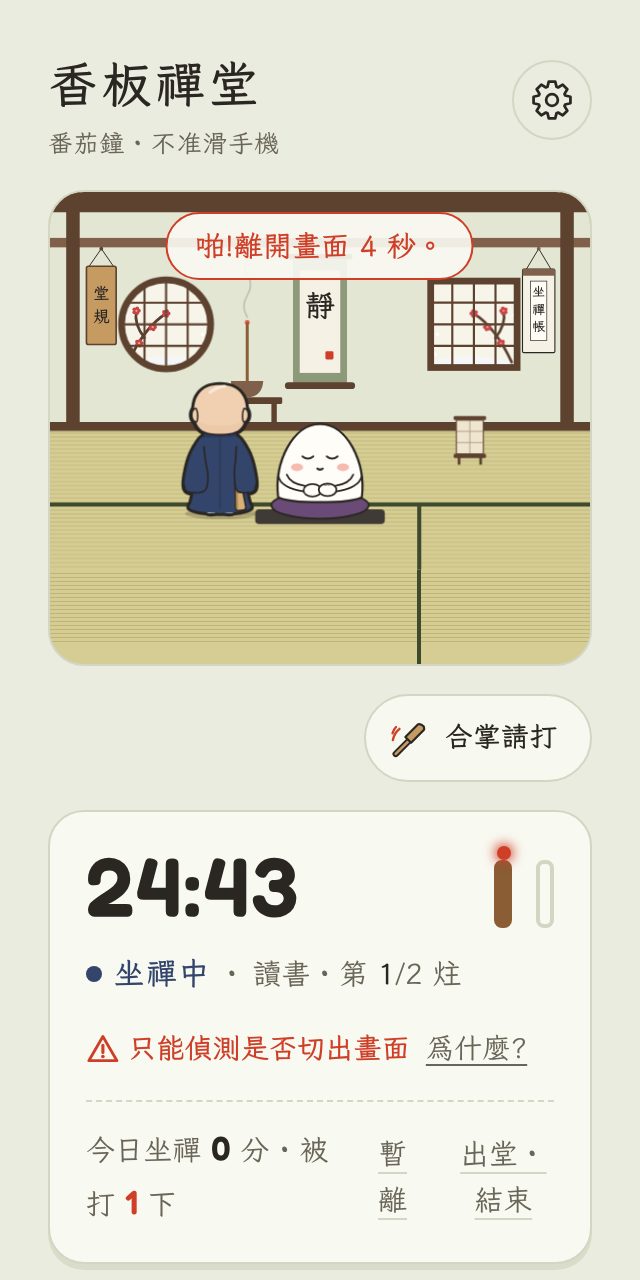 香板禪堂
番茄鐘・不准滑手機
啪!離開畫面 4 秒。
堂規
靜
坐禪帳
合掌請打
24:43
坐禪中 ・ 讀書・第 1/2 炷
只能偵測是否切出畫面 為什麼?
今日坐禪 0 分・被
打 1 下
暫
離
出堂・
結束